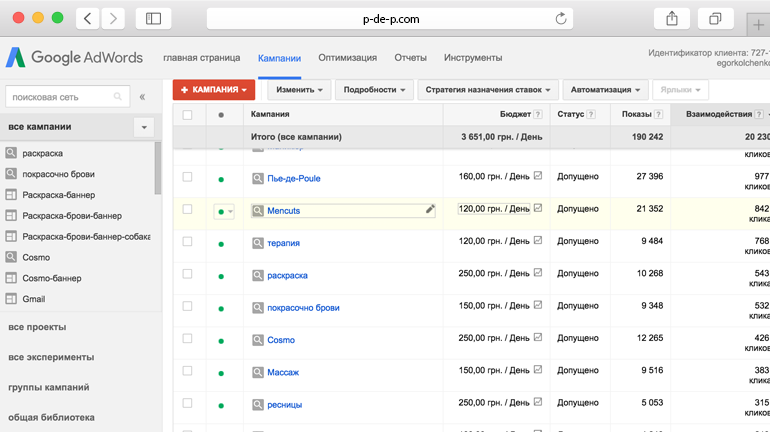 p-de-p.com
Google AdWords
главная страница Кампании Оптимизация Отчеты Инструменты
Идентификатор клиента: 727-
egorkolchenko
поисковая сеть
«
+ КАМПАНИЯ Изменить Подробности Стратегия назначения ставок Автоматизация Ярлыки
все кампании
раскраска
покрасочно брови
Раскраска-баннер
Раскраска-брови-баннер
Раскраска-брови-баннер-собака
Cosmo
Cosmo-баннер
Gmail
все проекты
все эксперименты
группы кампаний
общая библиотека
Кампания Бюджет ? Статус ? Показы ? Взаимодействия ?
Итого (все кампании) 3 651,00 грн. / День 190 242 20 230
кликов
Пье-де-Poule 160,00 грн. / День Допущено 27 396 977
кликов
Mencuts 120,00 грн. / День Допущено 21 352 842
клика
терапия 120,00 грн. / День Допущено 9 484 768
кликов
раскраска 250,00 грн. / День Допущено 10 268 543
клика
покрасочно брови 150,00 грн. / День Допущено 9 348 532
клика
Cosmo 250,00 грн. / День Допущено 12 265 426
кликов
Массаж 150,00 грн. / День Допущено 9 516 383
клика
ресницы 250,00 грн. / День Допущено 5 053 315
кликов